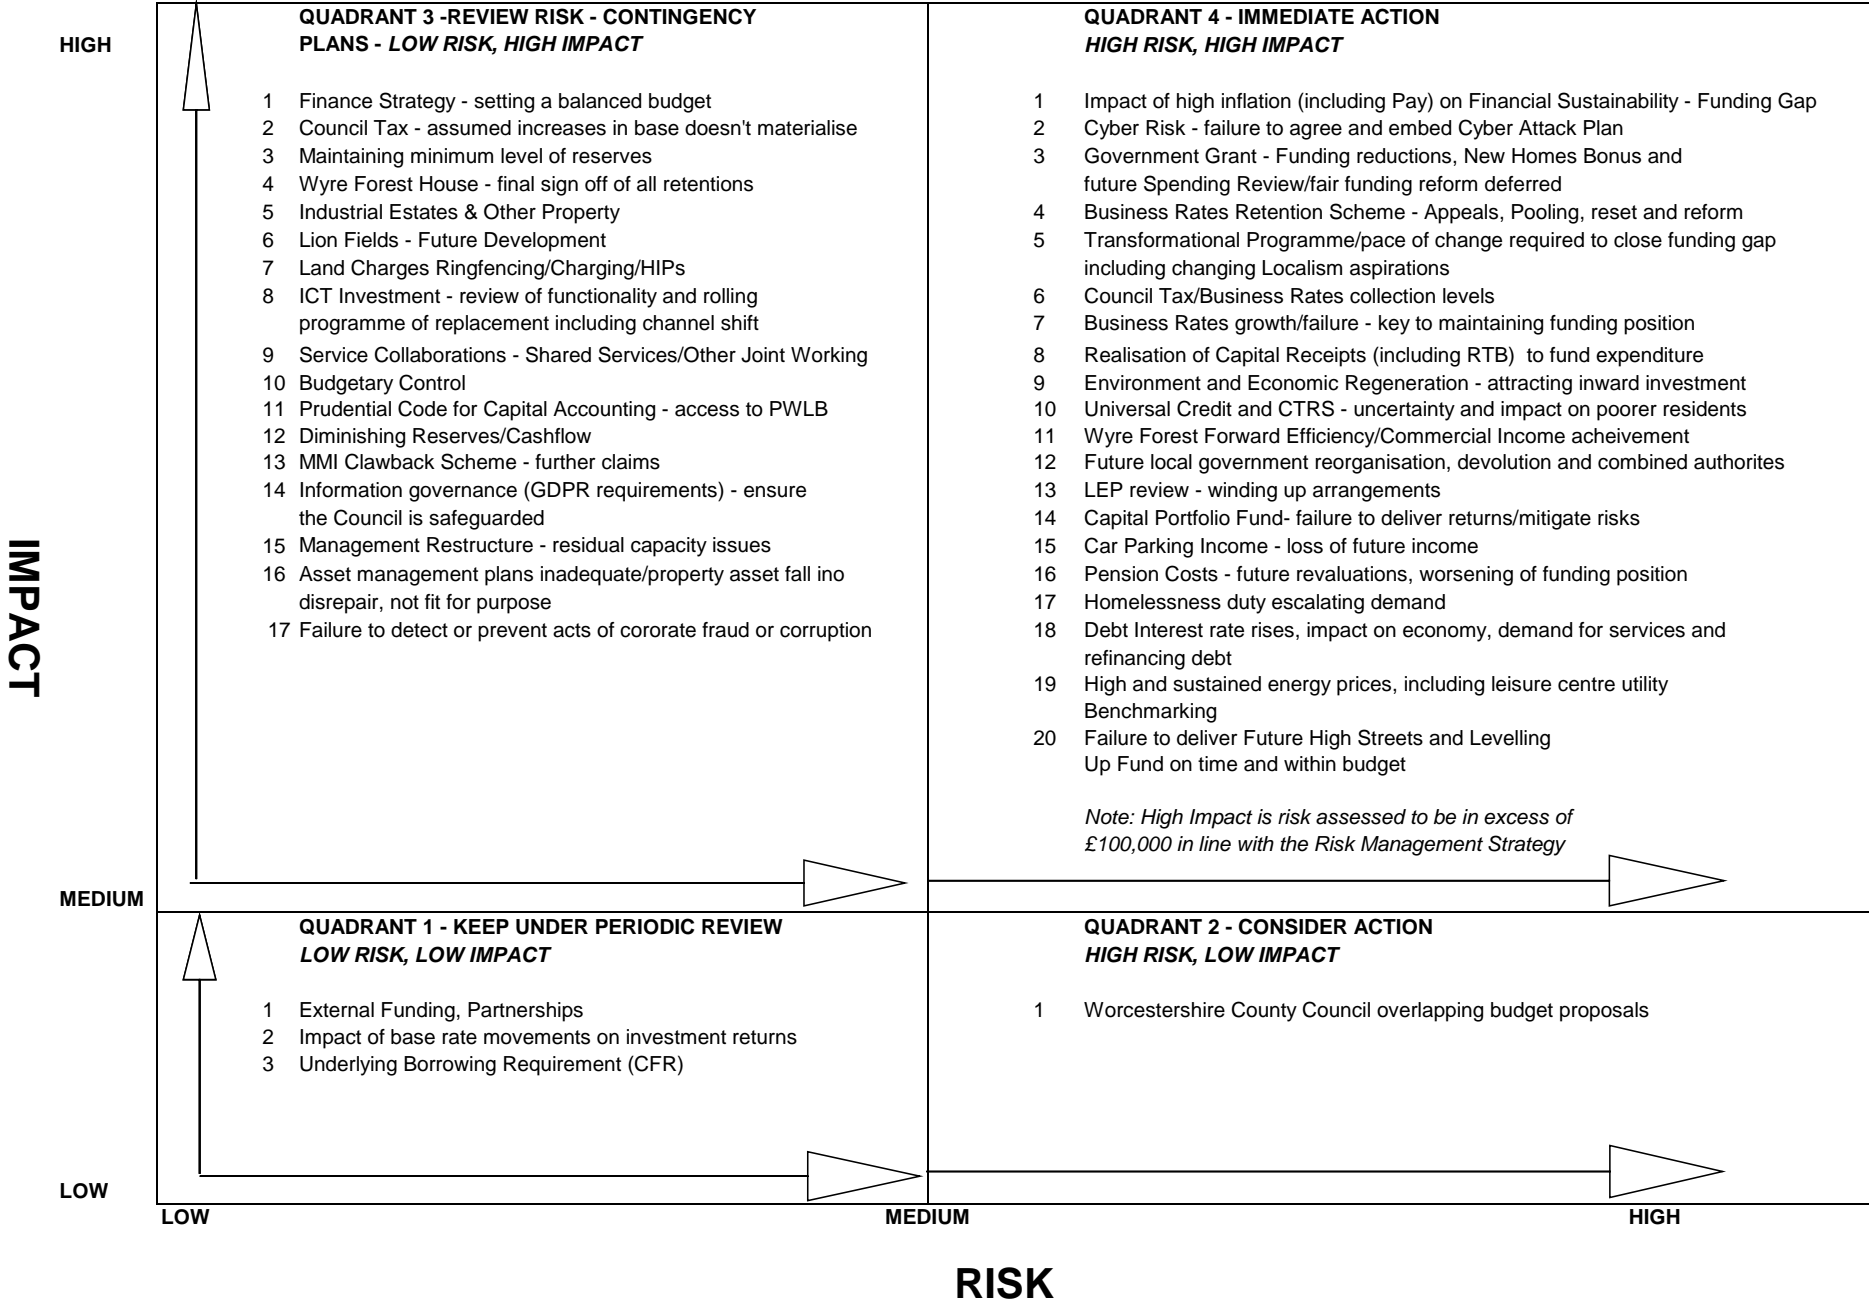 HIGH
QUADRANT 3 -REVIEW RISK - CONTINGENCY
PLANS - LOW RISK, HIGH IMPACT
1 Finance Strategy - setting a balanced budget
2 Council Tax - assumed increases in base doesn't materialise
3 Maintaining minimum level of reserves
4 Wyre Forest House - final sign off of all retentions
5 Industrial Estates & Other Property
6 Lion Fields - Future Development
7 Land Charges Ringfencing/Charging/HIPs
8 ICT Investment - review of functionality and rolling
programme of replacement including channel shift
9 Service Collaborations - Shared Services/Other Joint Working
10 Budgetary Control
11 Prudential Code for Capital Accounting - access to PWLB
12 Diminishing Reserves/Cashflow
13 MMI Clawback Scheme - further claims
14 Information governance (GDPR requirements) - ensure
the Council is safeguarded
15 Management Restructure - residual capacity issues
16 Asset management plans inadequate/property asset fall ino
disrepair, not fit for purpose
17 Failure to detect or prevent acts of cororate fraud or corruption
QUADRANT 4 - IMMEDIATE ACTION
HIGH RISK, HIGH IMPACT
1 Impact of high inflation (including Pay) on Financial Sustainability - Funding Gap
2 Cyber Risk - failure to agree and embed Cyber Attack Plan
3 Government Grant - Funding reductions, New Homes Bonus and
future Spending Review/fair funding reform deferred
4 Business Rates Retention Scheme - Appeals, Pooling, reset and reform
5 Transformational Programme/pace of change required to close funding gap
including changing Localism aspirations
6 Council Tax/Business Rates collection levels
7 Business Rates growth/failure - key to maintaining funding position
8 Realisation of Capital Receipts (including RTB) to fund expenditure
9 Environment and Economic Regeneration - attracting inward investment
10 Universal Credit and CTRS - uncertainty and impact on poorer residents
11 Wyre Forest Forward Efficiency/Commercial Income acheivement
12 Future local government reorganisation, devolution and combined authorites
13 LEP review - winding up arrangements
14 Capital Portfolio Fund- failure to deliver returns/mitigate risks
15 Car Parking Income - loss of future income
16 Pension Costs - future revaluations, worsening of funding position
17 Homelessness duty escalating demand
18 Debt Interest rate rises, impact on economy, demand for services and
refinancing debt
19 High and sustained energy prices, including leisure centre utility
Benchmarking
20 Failure to deliver Future High Streets and Levelling
Up Fund on time and within budget
Note: High Impact is risk assessed to be in excess of
£100,000 in line with the Risk Management Strategy
IMPACT
MEDIUM
QUADRANT 1 - KEEP UNDER PERIODIC REVIEW
LOW RISK, LOW IMPACT
1 External Funding, Partnerships
2 Impact of base rate movements on investment returns
3 Underlying Borrowing Requirement (CFR)
QUADRANT 2 - CONSIDER ACTION
HIGH RISK, LOW IMPACT
1 Worcestershire County Council overlapping budget proposals
LOW
LOW MEDIUM HIGH
RISK